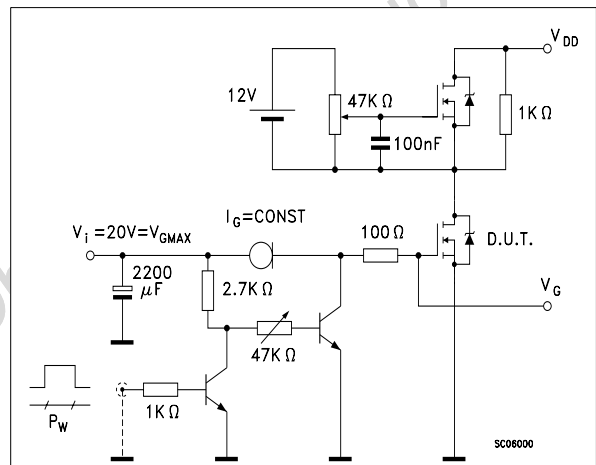 V_DD
12V
47K Ω
100nF
1K Ω
V_i =20V=V_GMAX
I_G=CONST
100 Ω
D.U.T.
V_G
2200
μF
2.7K Ω
47K Ω
1K Ω
P_W
SC06000